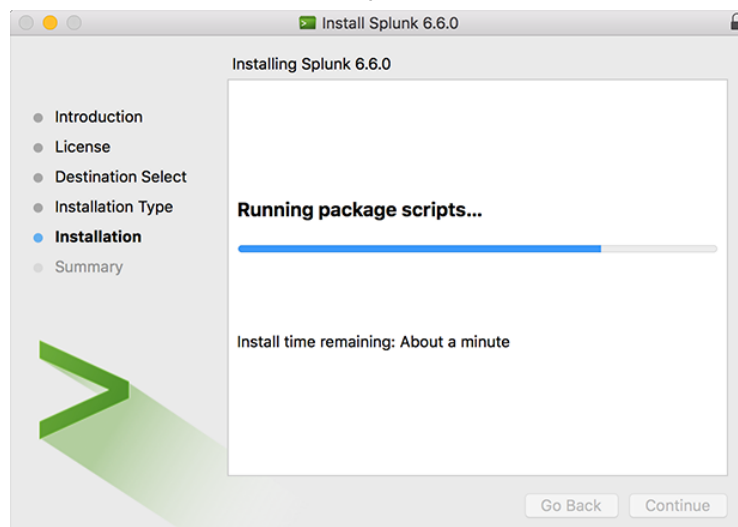 Install Splunk 6.6.0
Installing Splunk 6.6.0
Introduction
License
Destination Select
Installation Type
Installation
Summary
Running package scripts...
Install time remaining: About a minute
Go Back
Continue